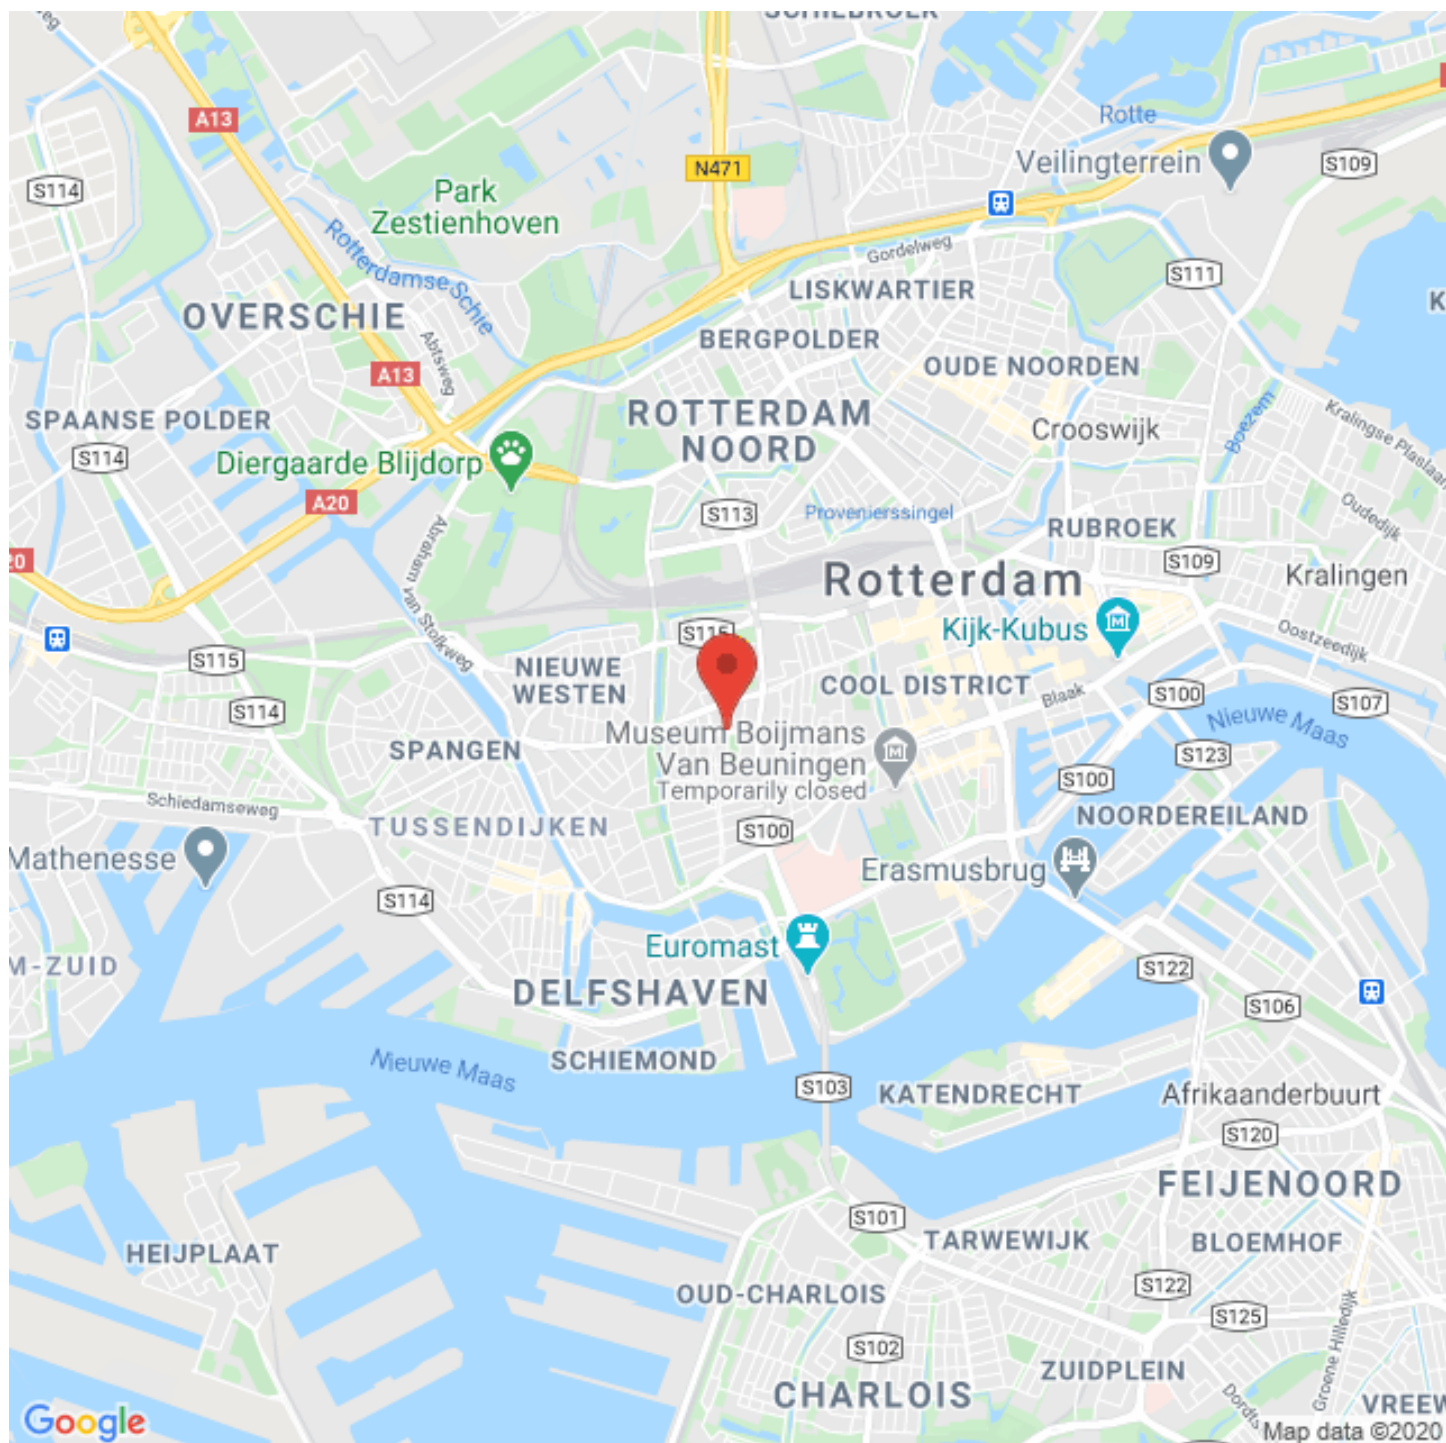 SCHIEBROEK
A13
Rotte
Veilingterrein
S109
N471
S114
Park
Zestienhoven
Rotterdamse Schie
Gordelweg
S111
LISKWARTIER
OVERSCHIE
BERGPOLDER
Abtsweg
A13
OUDE NOORDEN
ROTTERDAM
NOORD
SPAANSE POLDER
Crooswijk
Boezem
Kralingse Plaslaan
S114
Diergaarde Blijdorp
A20
S113
Provenierssingel
RUBROEK
Oudedijk
Abraham van Stolkweg
20
S109
Rotterdam
Kralingen
Kijk-Kubus
S115
Oostzeedijk
S115
NIEUWE
WESTEN
COOL DISTRICT
Blaak
S100
S107
S114
Nieuwe Maas
Museum Boijmans
Van Beuningen
Temporarily closed
SPANGEN
S123
S100
Schiedamseweg
NOORDEREILAND
TUSSENDIJKEN
S100
Mathenesse
Erasmusbrug
S114
Euromast
M-ZUID
S122
DELFSHAVEN
S106
SCHIEMOND
Nieuwe Maas
S103
KATENDRECHT
Afrikaanderbuurt
S120
FEIJENOORD
S101
TARWEWIJK
BLOEMHOF
HEIJPLAAT
OUD-CHARLOIS
S122
S125
Groene Hilledijk
S102
ZUIDPLEIN
CHARLOIS
VREEW
Google
Map data ©2020